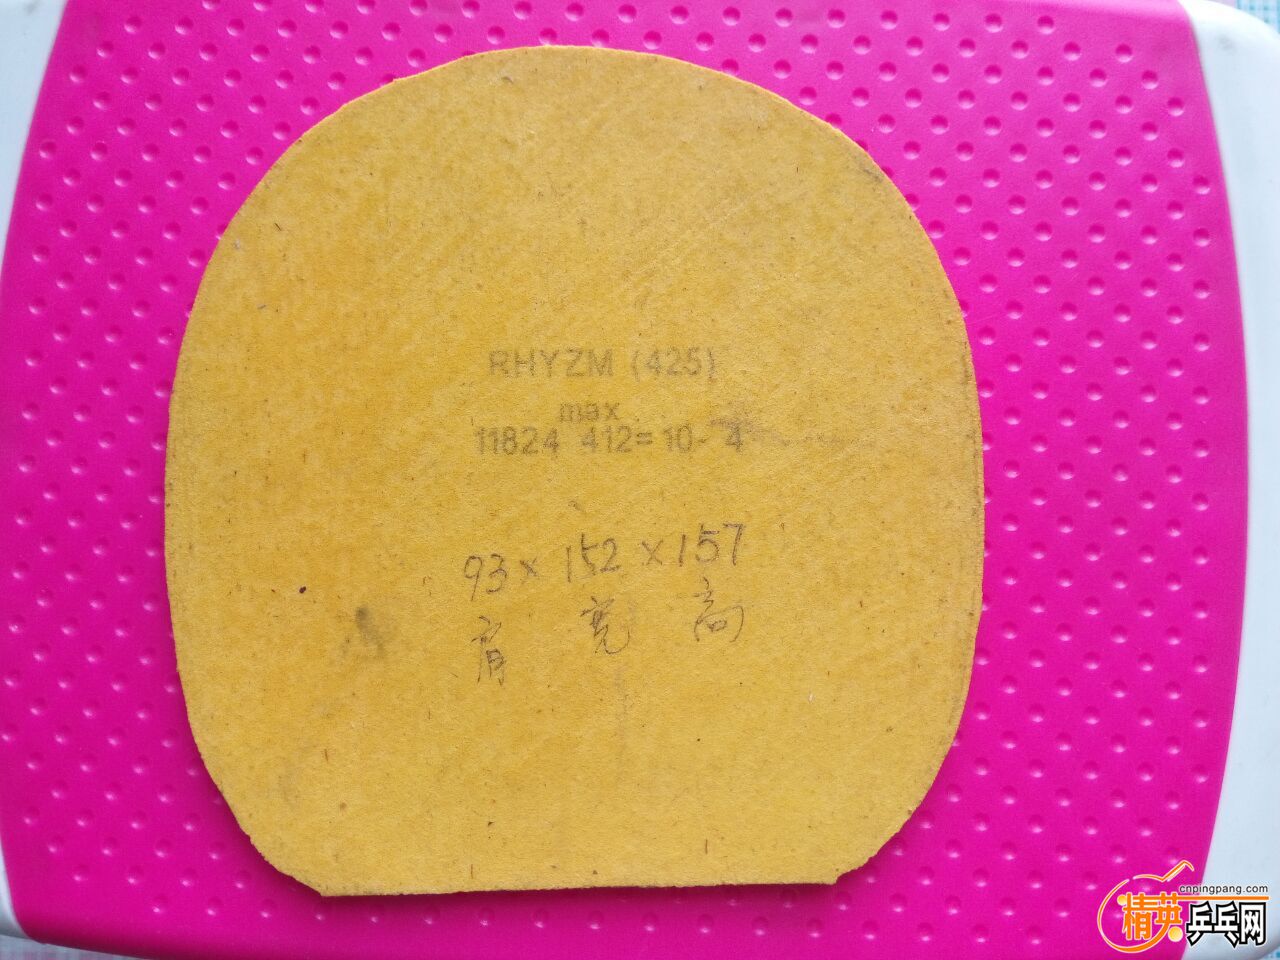 RHYZM (425)
max
11824 412=10- 4
93×152×157
肩 宽 高
cnpingpang.com
精英乒乓网